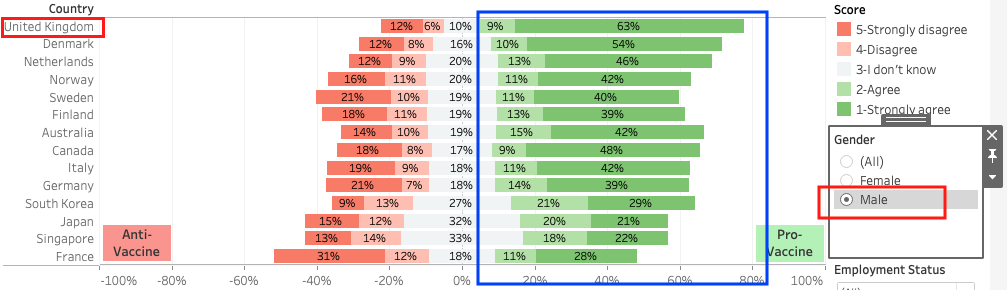 Country
United Kingdom 12% 6% 10% 9% 63%
Denmark 12% 8% 16% 10% 54%
Netherlands 12% 9% 20% 13% 46%
Norway 16% 11% 20% 11% 42%
Sweden 21% 10% 19% 11% 40%
Finland 18% 11% 19% 13% 39%
Australia 14% 10% 19% 15% 42%
Canada 18% 8% 17% 9% 48%
Italy 19% 9% 18% 11% 42%
Germany 21% 7% 18% 14% 39%
South Korea 9% 13% 27% 21% 29%
Japan 15% 12% 32% 20% 21%
Singapore 13% 14% 33% 18% 22%
France 31% 12% 18% 11% 28%
Anti-
Vaccine
Pro-
Vaccine
-100% -80% -60% -40% -20% 0% 20% 40% 60% 80% 100%
Score
5-Strongly disagree
4-Disagree
3-I don't know
2-Agree
1-Strongly agree
Gender
(All)
Female
Male
Employment Status